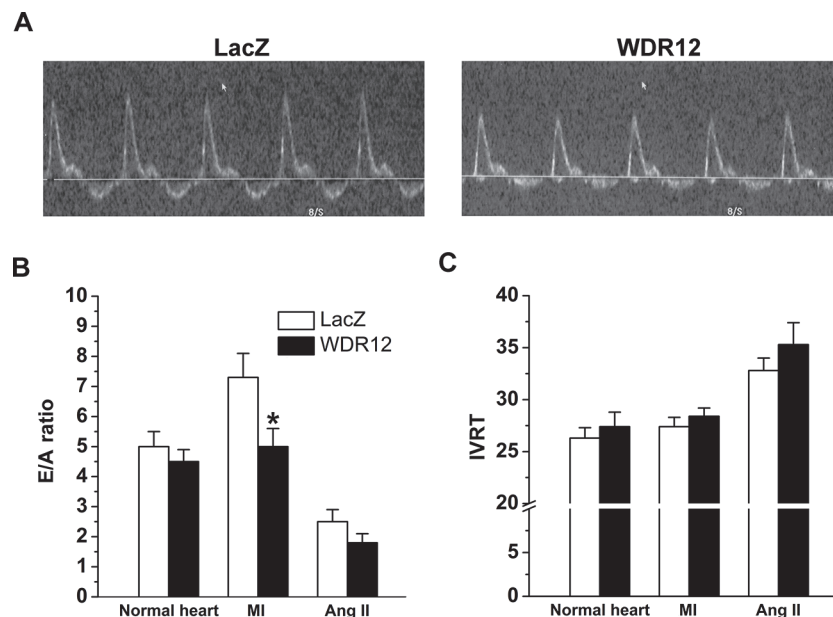 A
LacZ
WDR12
8/S
8/S
B
E/A ratio
10
9
8
7
6
5
4
3
2
1
0
LacZ
WDR12
*
Normal heart
MI
Ang II
C
IVRT
40
35
30
25
20
5
0
Normal heart
MI
Ang II